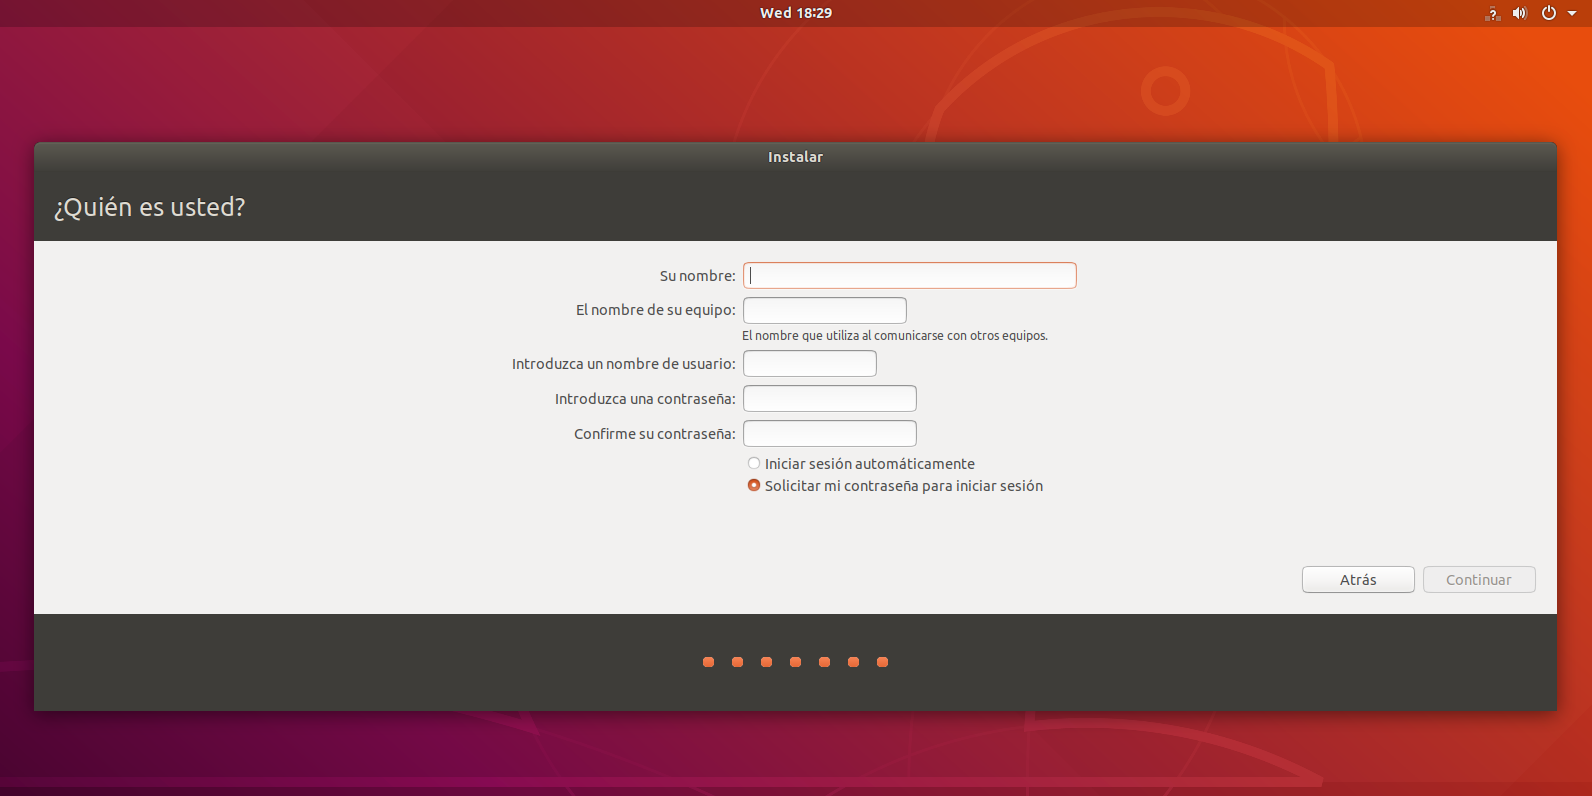 Wed 18:29
Instalar
¿Quién es usted?
Su nombre:
El nombre de su equipo:
El nombre que utiliza al comunicarse con otros equipos.
Introduzca un nombre de usuario:
Introduzca una contraseña:
Confirme su contraseña:
Iniciar sesión automáticamente
Solicitar mi contraseña para iniciar sesión
Atrás Continuar